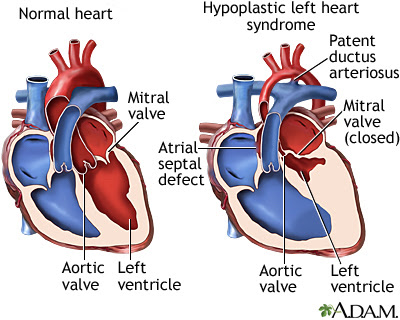 Normal heart
Hypoplastic left heart
syndrome
Mitral
valve
Patent
ductus
arteriosus
Mitral
valve
(closed)
Atrial
septal
defect
Aortic
valve
Left
ventricle
Aortic
valve
Left
ventricle
A.D.A.M.